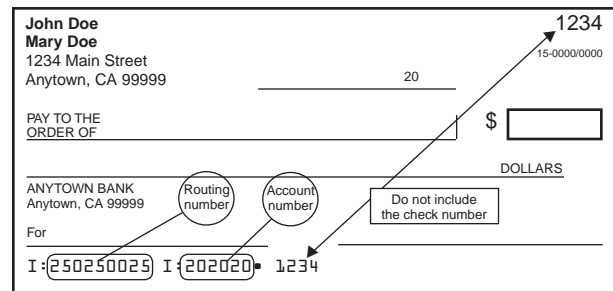 John Doe
1234
Mary Doe
15-0000/0000
1234 Main Street
Anytown, CA 99999
20
PAY TO THE
ORDER OF
$
DOLLARS
ANYTOWN BANK
Anytown, CA 99999
Routing
number
Account
number
Do not include
the check number
For
I:250250025 I:202020 1234